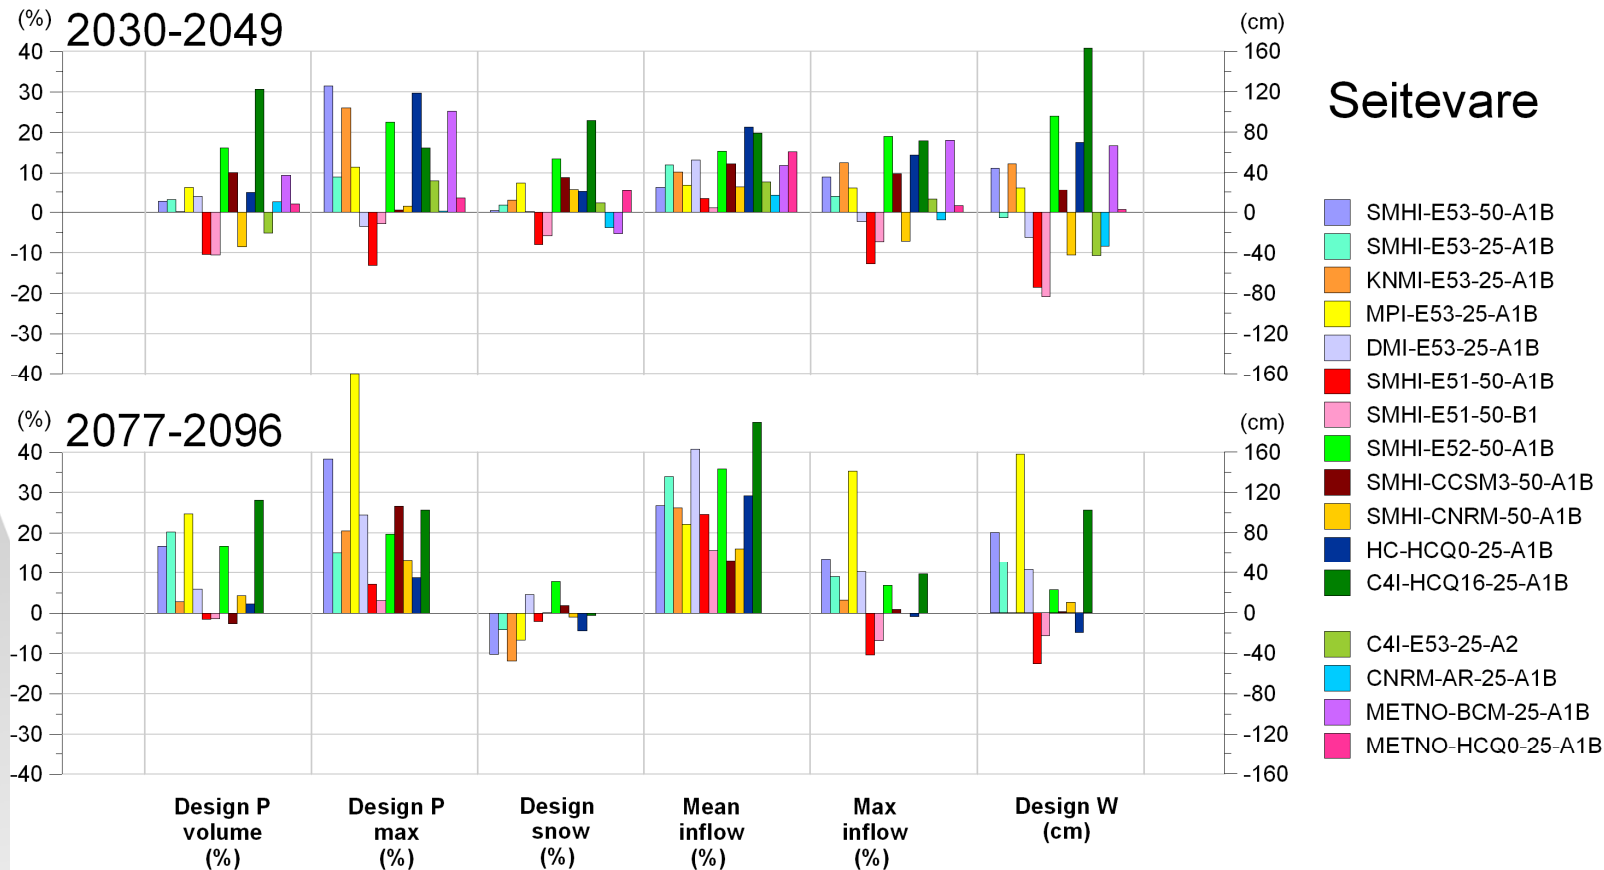 (%)
2030-2049
(cm)
40
30
20
10
0
-10
-20
-30
-40
160
120
80
40
0
-40
-80
-120
-160
(%)
2077-2096
(cm)
40
30
20
10
0
-10
-20
-30
-40
160
120
80
40
0
-40
-80
-120
-160
Design P
volume
(%)
Design P
max
(%)
Design
snow
(%)
Mean
inflow
(%)
Max
inflow
(%)
Design W
(cm)
Seitevare
SMHI-E53-50-A1B
SMHI-E53-25-A1B
KNMI-E53-25-A1B
MPI-E53-25-A1B
DMI-E53-25-A1B
SMHI-E51-50-A1B
SMHI-E51-50-B1
SMHI-E52-50-A1B
SMHI-CCSM3-50-A1B
SMHI-CNRM-50-A1B
HC-HCQ0-25-A1B
C4I-HCQ16-25-A1B
C4I-E53-25-A2
CNRM-AR-25-A1B
METNO-BCM-25-A1B
METNO-HCQ0-25-A1B